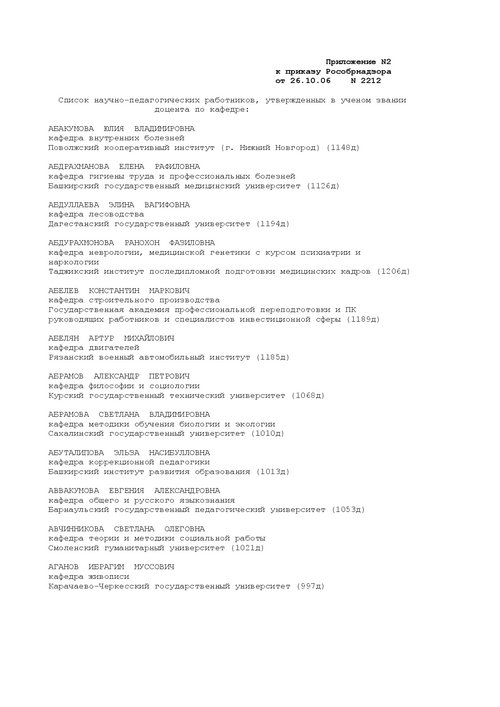 Приложение N2
к приказу Рособрнадзора
от 26.10.06 N 2212
Список научно-педагогических работников, утвержденных в ученом звании
доцента по кафедре:
АБАКУМОВА ЮЛИЯ ВЛАДИМИРОВНА
кафедра внутренних болезней
Поволжский кооперативный институт (г. Нижний Новгород) (1148д)
АБДРАХМАНОВА ЕЛЕНА РАФИЛОВНА
кафедра гигиены труда и профессиональных болезней
Башкирский государственный медицинский университет (1126д)
АБДУЛЛАЕВА ЭЛИНА ВАГИФОВНА
кафедра лесоводства
Дагестанский государственный университет (1194д)
АБДУРАХМОНОВА РАНОХОН ФАЗИЛОВНА
кафедра неврологии, медицинской генетики с курсом психиатрии и
наркологии
Таджикский институт последипломной подготовки медицинских кадров (1206д)
АБЕЛЕВ КОНСТАНТИН МАРКОВИЧ
кафедра строительного производства
Государственная академия профессиональной переподготовки и ПК
руководящих работников и специалистов инвестиционной сферы (1189д)
АБЕЛЯН АРТУР МИХАЙЛОВИЧ
кафедра двигателей
Рязанский военный автомобильный институт (1185д)
АБРАМОВ АЛЕКСАНДР ПЕТРОВИЧ
кафедра философии и социологии
Курский государственный технический университет (1068д)
АБРАМОВА СВЕТЛАНА ВЛАДИМИРОВНА
кафедра методики обучения биологии и экологии
Сахалинский государственный университет (1010д)
АБУТАЛИПОВА ЭЛЬЗА НАСИБУЛЛОВНА
кафедра коррекционной педагогики
Башкирский институт развития образования (1013д)
АВВАКУМОВА ЕВГЕНИЯ АЛЕКСАНДРОВНА
кафедра общего и русского языкознания
Барнаульский государственный педагогический университет (1053д)
АВЧИННИКОВА СВЕТЛАНА ОЛЕГОВНА
кафедра теории и методики социальной работы
Смоленский гуманитарный университет (1021д)
АГАНОВ ИБРАГИМ МУССОВИЧ
кафедра живописи
Карачаево-Черкесский государственный университет (997д)